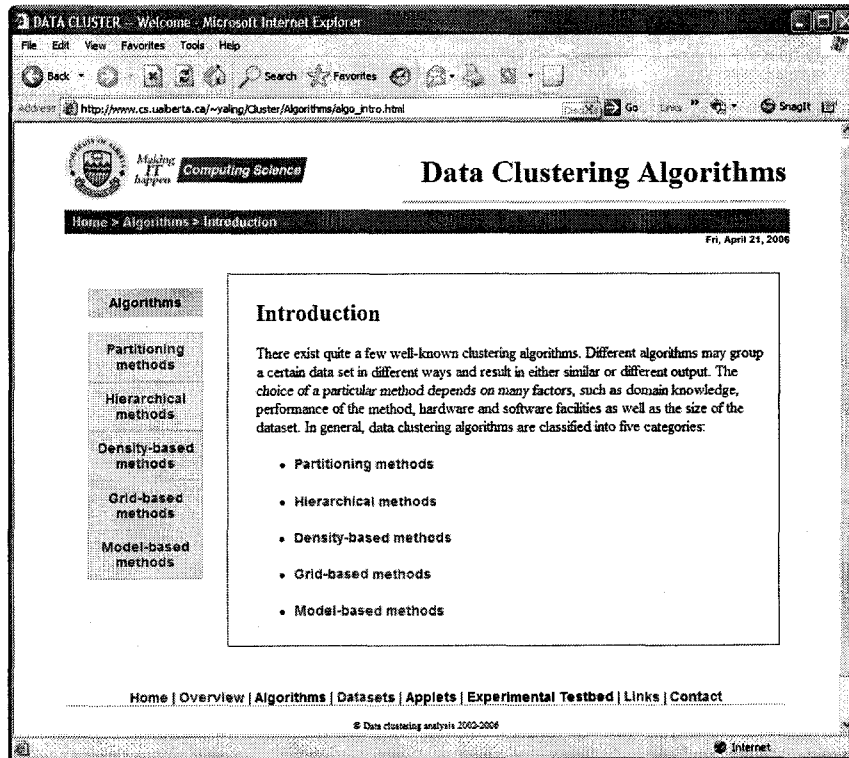 DATA CLUSTER -- Welcome - Microsoft Internet Explorer
File Edit View Favorites Tools Help
Back Search Favorites
Address http://www.cs.ualberta.ca/~yaling/Cluster/Algorithms/algo_intro.html Go Links » SnagIt
Making
IT
happen
Computing Science
Data Clustering Algorithms
Home > Algorithms > Introduction
Fri, April 21, 2006
Algorithms
Partitioning
methods
Hierarchical
methods
Density-based
methods
Grid-based
methods
Model-based
methods
Introduction
There exist quite a few well-known clustering algorithms. Different algorithms may group
a certain data set in different ways and result in either similar or different output. The
choice of a particular method depends on many factors, such as domain knowledge,
performance of the method, hardware and software facilities as well as the size of the
dataset. In general, data clustering algorithms are classified into five categories:
• Partitioning methods
• Hierarchical methods
• Density-based methods
• Grid-based methods
• Model-based methods
Home | Overview | Algorithms | Datasets | Applets | Experimental Testbed | Links | Contact
© Data clustering analysis 2002-2006
Internet